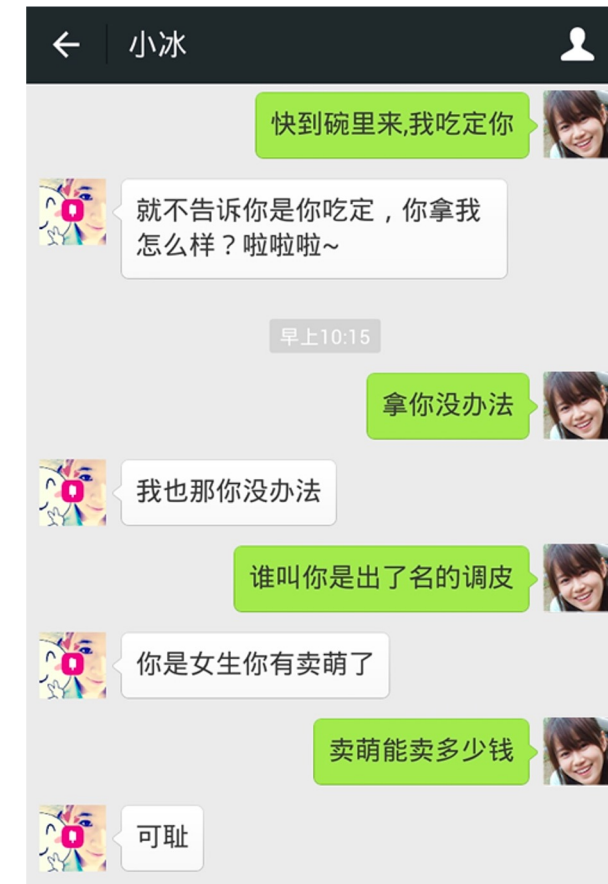 小冰
快到碗里来,我吃定你
就不告诉你是你吃定，你拿我
怎么样？啦啦啦~
早上10:15
拿你没办法
我也那你没办法
谁叫你是出了名的调皮
你是女生你有卖萌了
卖萌能卖多少钱
可耻